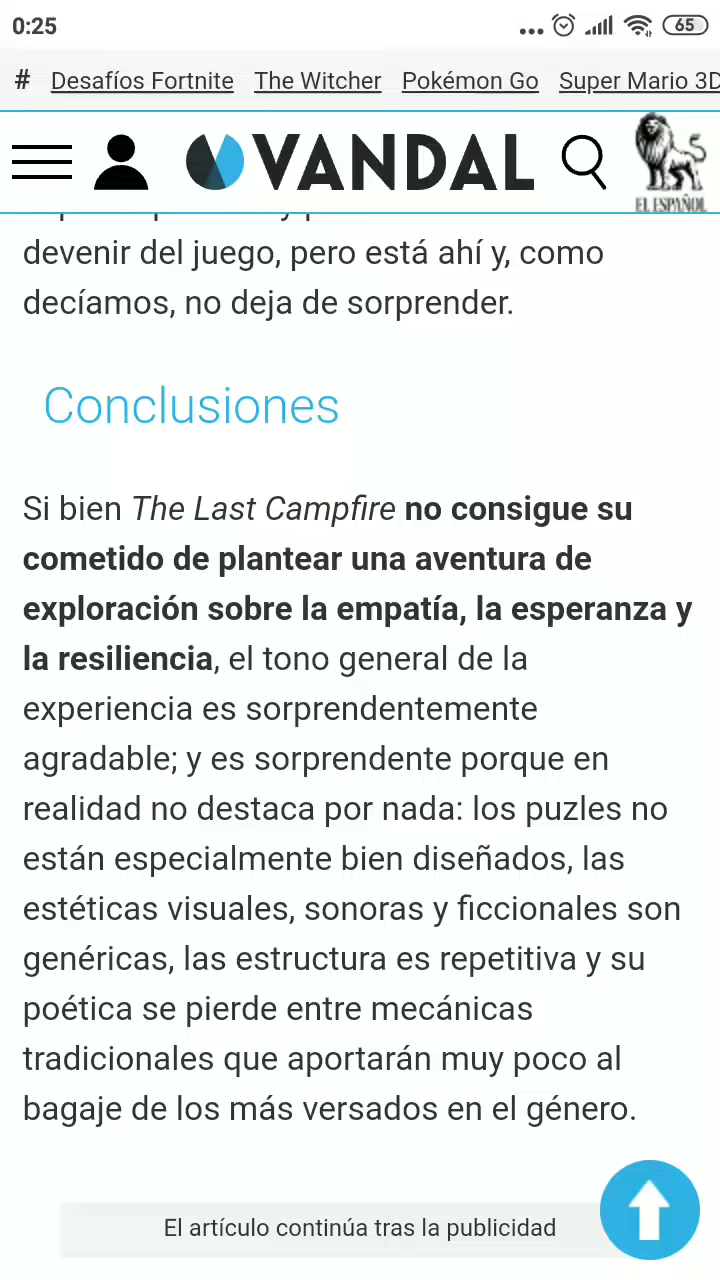 0:25
65
# Desafíos Fortnite The Witcher Pokémon Go Super Mario 3D
VANDAL
EL ESPAÑOL
devenir del juego, pero está ahí y, como
decíamos, no deja de sorprender.
Conclusiones
Si bien The Last Campfire no consigue su
cometido de plantear una aventura de
exploración sobre la empatía, la esperanza y
la resiliencia, el tono general de la
experiencia es sorprendentemente
agradable; y es sorprendente porque en
realidad no destaca por nada: los puzles no
están especialmente bien diseñados, las
estéticas visuales, sonoras y ficcionales son
genéricas, las estructura es repetitiva y su
poética se pierde entre mecánicas
tradicionales que aportarán muy poco al
bagaje de los más versados en el género.
El artículo continúa tras la publicidad